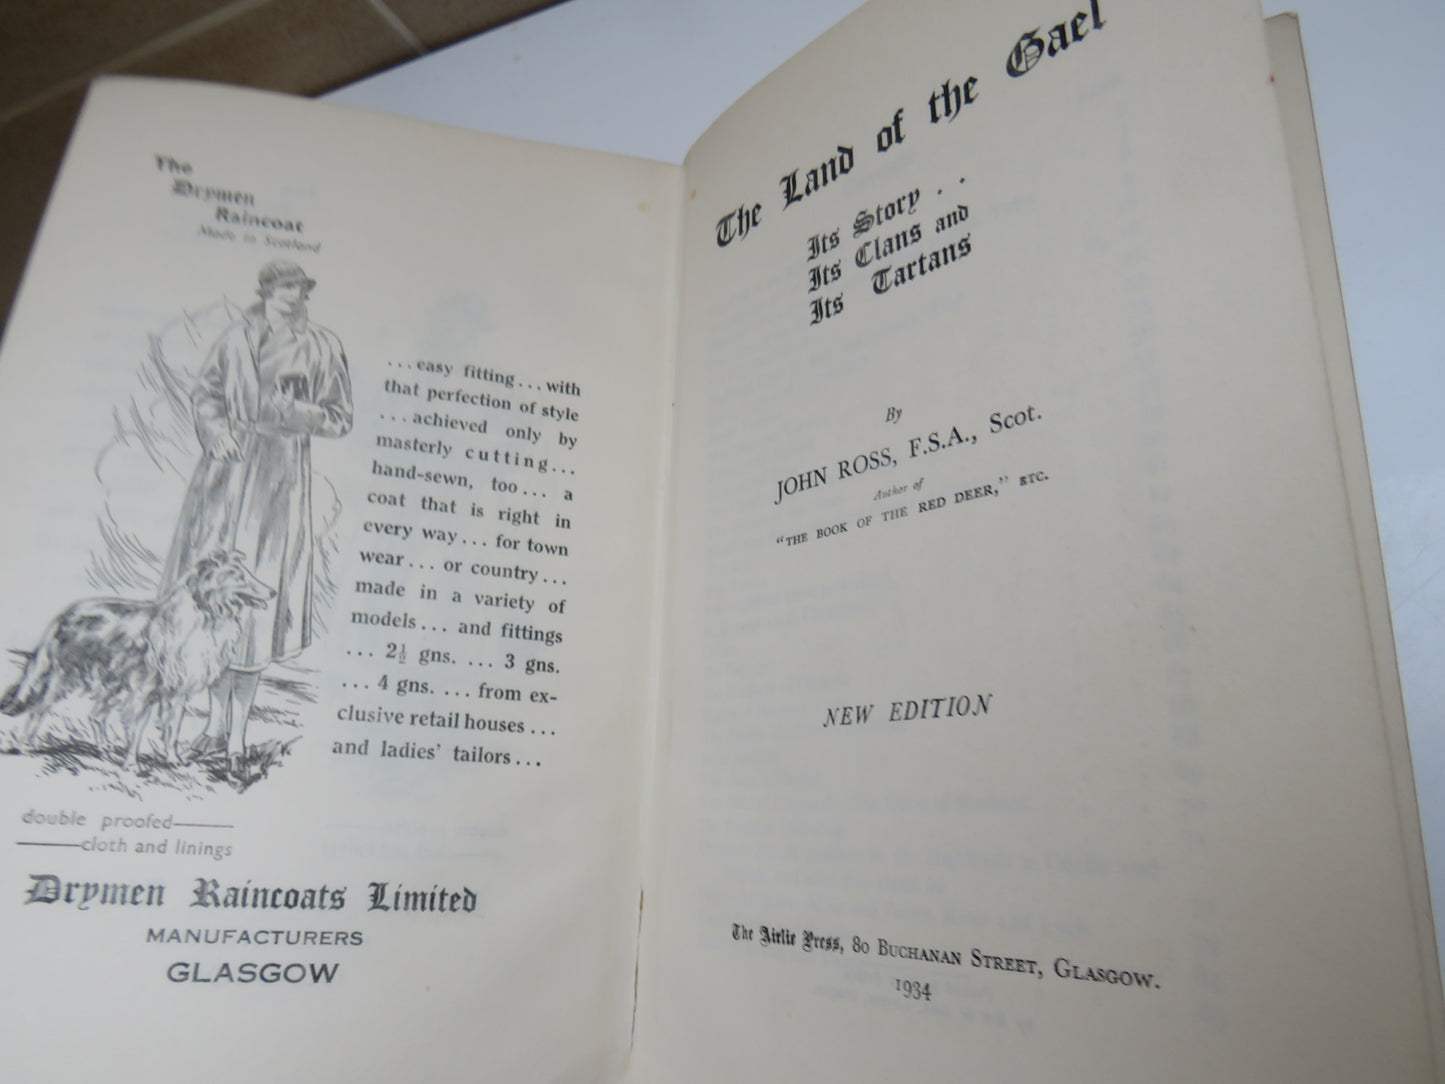 The
Drymen
Raincoat
Made in Scotland
. . . easy fitting . . . with
that perfection of style
. . . achieved only by
masterly cutting . . .
hand-sewn, too . . . a
coat that is right in
every way . . . for town
wear . . . or country . . .
made in a variety of
models . . . and fittings
. . . 2½ gns. . . . 3 gns.
. . . 4 gns. . . . from ex-
clusive retail houses . . .
and ladies' tailors . . .
double proofed
cloth and linings
Drymen Raincoats Limited
MANUFACTURERS
GLASGOW
The Land of the Gael
Its Story . .
Its Clans and
Its Tartans
By
JOHN ROSS, F.S.A., Scot.
Author of
"THE BOOK OF THE RED DEER," ETC.
NEW EDITION
The Airlie Press, 80 BUCHANAN STREET, GLASGOW.
1934